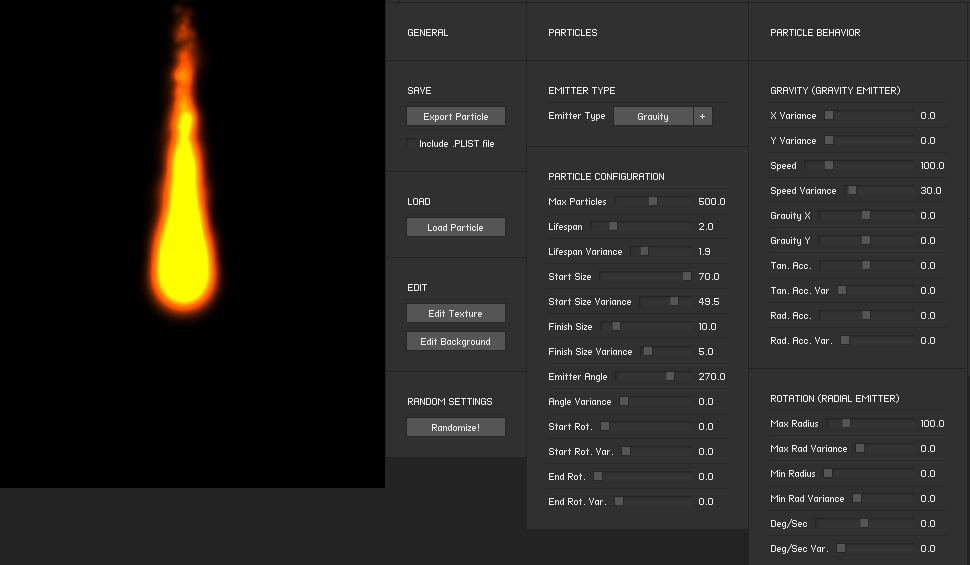 GENERAL
SAVE
Export Particle
Include .PLIST file
LOAD
Load Particle
EDIT
Edit Texture
Edit Background
RANDOM SETTINGS
Randomize!
PARTICLES
EMITTER TYPE
Emitter Type Gravity +
PARTICLE CONFIGURATION
Max Particles 500.0
Lifespan 2.0
Lifespan Variance 1.9
Start Size 70.0
Start Size Variance 49.5
Finish Size 10.0
Finish Size Variance 5.0
Emitter Angle 270.0
Angle Variance 0.0
Start Rot. 0.0
Start Rot. Var. 0.0
End Rot. 0.0
End Rot. Var. 0.0
PARTICLE BEHAVIOR
GRAVITY (GRAVITY EMITTER)
X Variance 0.0
Y Variance 0.0
Speed 100.0
Speed Variance 30.0
Gravity X 0.0
Gravity Y 0.0
Tan. Acc. 0.0
Tan. Acc. Var 0.0
Rad. Acc. 0.0
Rad. Acc. Var. 0.0
ROTATION (RADIAL EMITTER)
Max Radius 100.0
Max Rad Variance 0.0
Min Radius 0.0
Min Rad Variance 0.0
Deg/Sec 0.0
Deg/Sec Var. 0.0